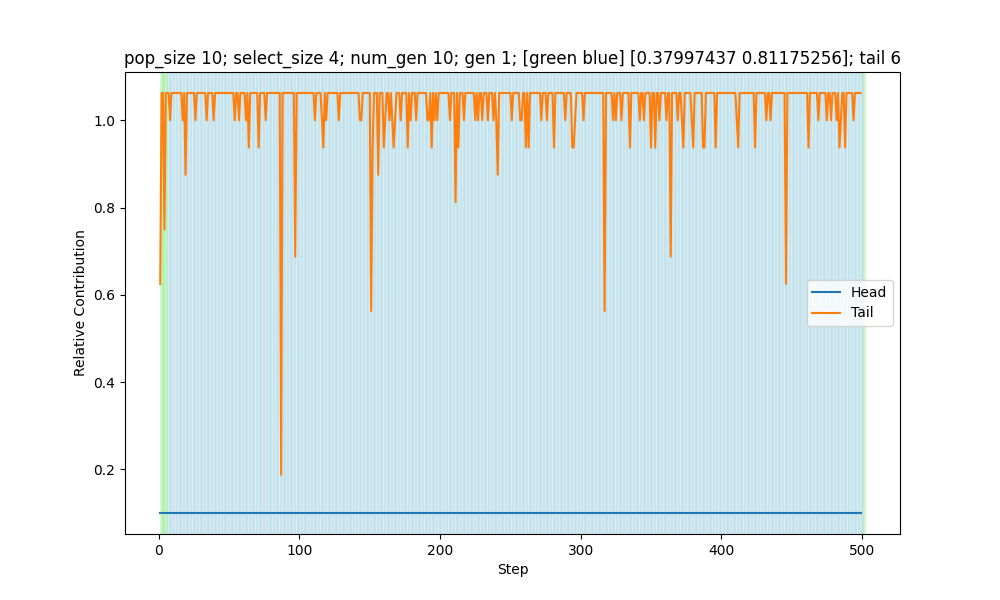 pop_size 10; select_size 4; num_gen 10; gen 1; [green blue] [0.37997437 0.81175256]; tail 6
1.0
0.8
0.6
0.4
0.2
Relative Contribution
Head
Tail
0 100 200 300 400 500
Step